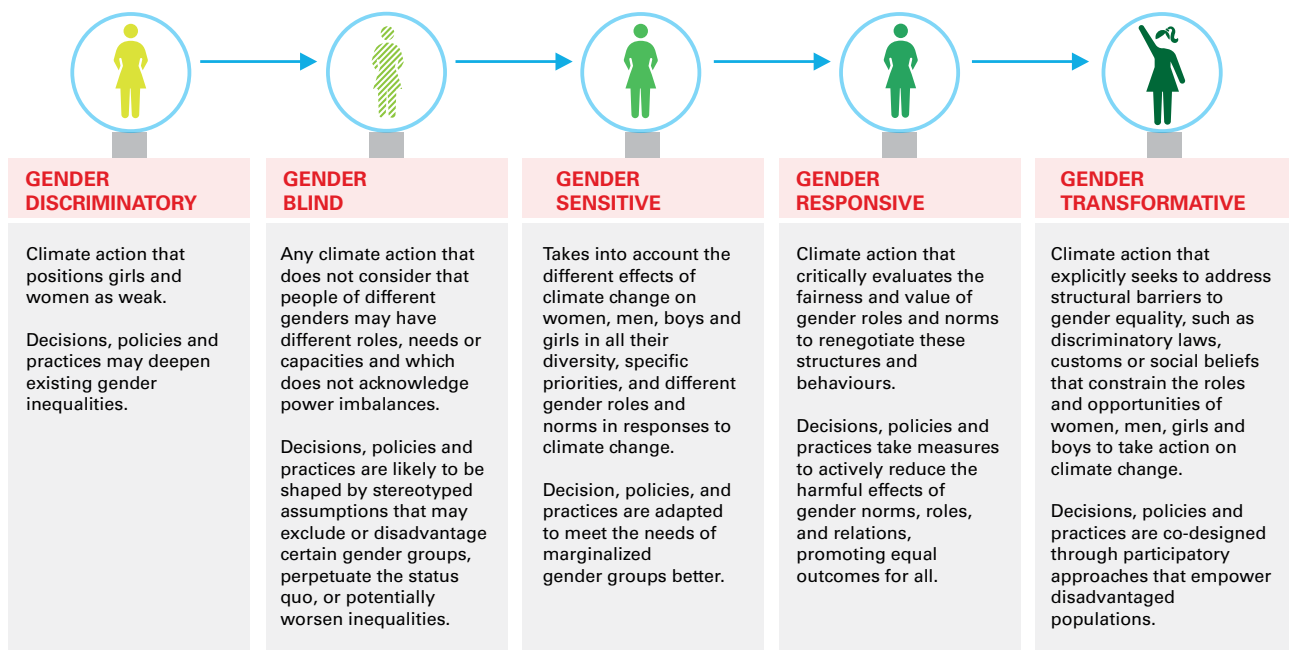 GENDER
DISCRIMINATORY
Climate action that
positions girls and
women as weak.
Decisions, policies and
practices may deepen
existing gender
inequalities.
GENDER
BLIND
Any climate action that
does not consider that
people of different
genders may have
different roles, needs or
capacities and which
does not acknowledge
power imbalances.
Decisions, policies and
practices are likely to be
shaped by stereotyped
assumptions that may
exclude or disadvantage
certain gender groups,
perpetuate the status
quo, or potentially
worsen inequalities.
GENDER
SENSITIVE
Takes into account the
different effects of
climate change on
women, men, boys and
girls in all their
diversity, specific
priorities, and different
gender roles and
norms in responses to
climate change.
Decision, policies, and
practices are adapted
to meet the needs of
marginalized
gender groups better.
GENDER
RESPONSIVE
Climate action that
critically evaluates the
fairness and value of
gender roles and norms
to renegotiate these
structures and
behaviours.
Decisions, policies and
practices take measures
to actively reduce the
harmful effects of
gender norms, roles,
and relations,
promoting equal
outcomes for all.
GENDER
TRANSFORMATIVE
Climate action that
explicitly seeks to address
structural barriers to
gender equality, such as
discriminatory laws,
customs or social beliefs
that constrain the roles
and opportunities of
women, men, girls and
boys to take action on
climate change.
Decisions, policies and
practices are co-designed
through participatory
approaches that empower
disadvantaged
populations.